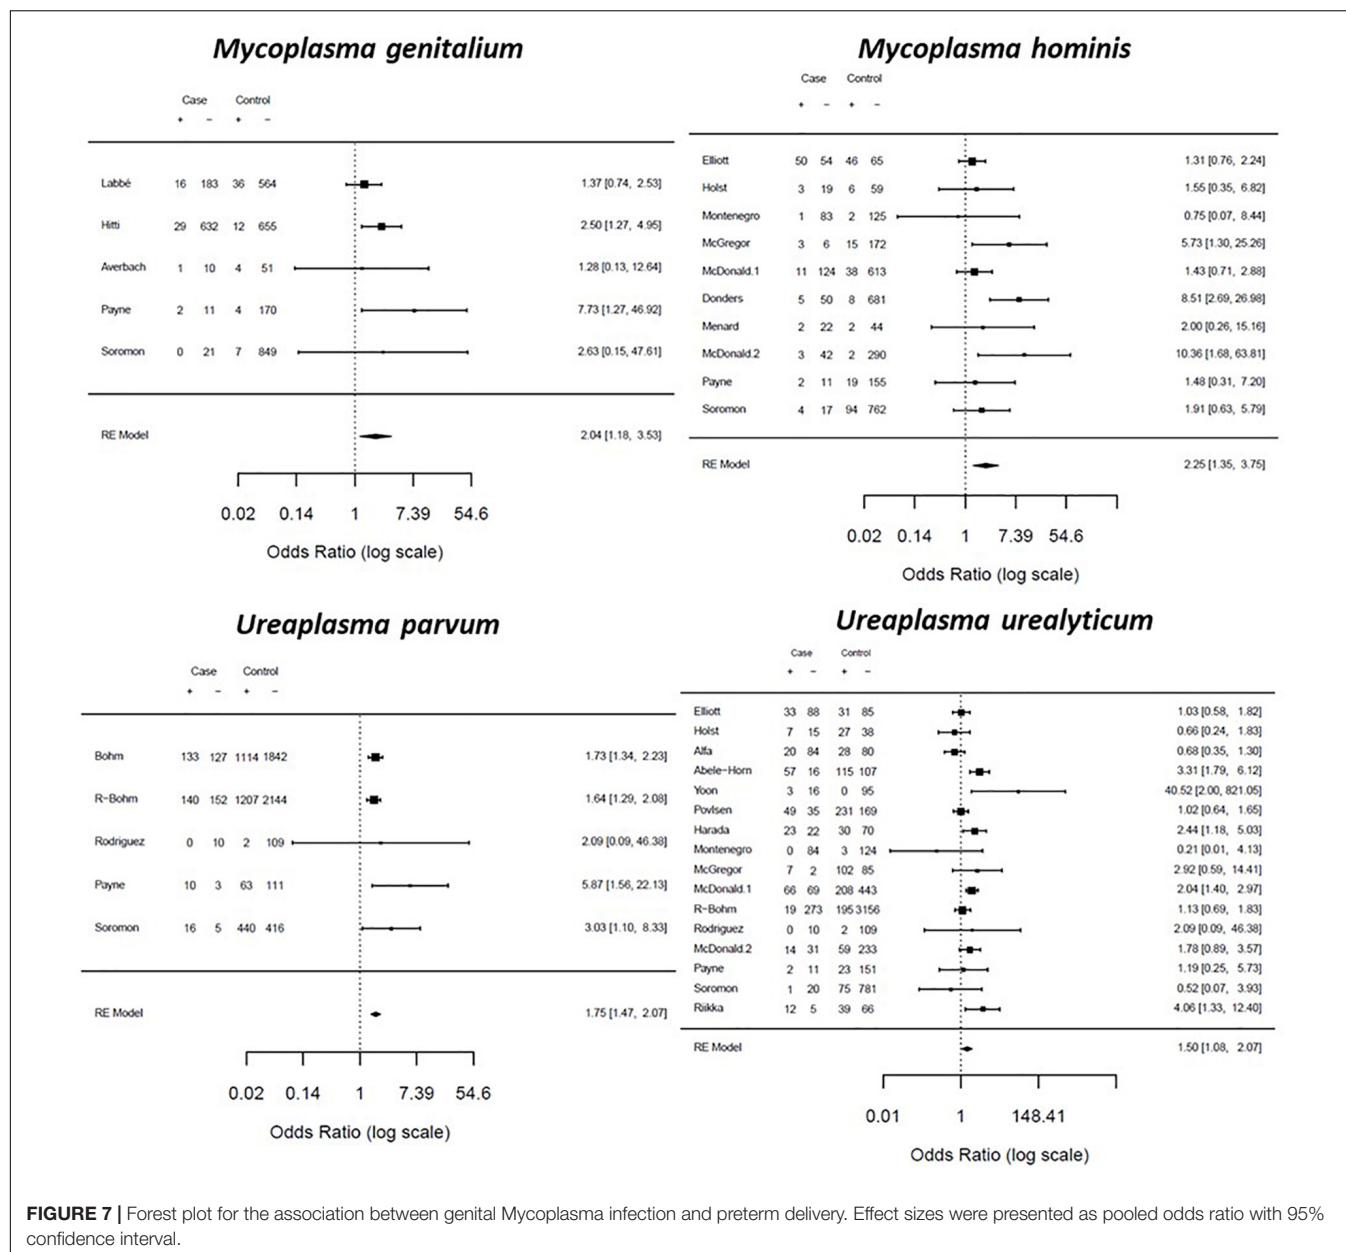 Mycoplasma genitalium
Case Control
+ − + −
Labbé 16 183 36 564 1.37 [0.74, 2.53]
Hitti 29 632 12 655 2.50 [1.27, 4.95]
Averbach 1 10 4 51 1.28 [0.13, 12.64]
Payne 2 11 4 170 7.73 [1.27, 46.92]
Soromon 0 21 7 849 2.63 [0.15, 47.61]
RE Model 2.04 [1.18, 3.53]
0.02 0.14 1 7.39 54.6
Odds Ratio (log scale)
Mycoplasma hominis
Case Control
+ − + −
Elliott 50 54 46 65 1.31 [0.76, 2.24]
Holst 3 19 6 59 1.55 [0.35, 6.82]
Montenegro 1 83 2 125 0.75 [0.07, 8.44]
McGregor 3 6 15 172 5.73 [1.30, 25.26]
McDonald.1 11 124 38 613 1.43 [0.71, 2.88]
Donders 5 50 8 681 8.51 [2.69, 26.98]
Menard 2 22 2 44 2.00 [0.26, 15.16]
McDonald.2 3 42 2 290 10.36 [1.68, 63.81]
Payne 2 11 19 155 1.48 [0.31, 7.20]
Soromon 4 17 94 762 1.91 [0.63, 5.79]
RE Model 2.25 [1.35, 3.75]
0.02 0.14 1 7.39 54.6
Odds Ratio (log scale)
Ureaplasma parvum
Case Control
+ − + −
Bohm 133 127 1114 1842 1.73 [1.34, 2.23]
R-Bohm 140 152 1207 2144 1.64 [1.29, 2.08]
Rodriguez 0 10 2 109 2.09 [0.09, 46.38]
Payne 10 3 63 111 5.87 [1.56, 22.13]
Soromon 16 5 440 416 3.03 [1.10, 8.33]
RE Model 1.75 [1.47, 2.07]
0.02 0.14 1 7.39 54.6
Odds Ratio (log scale)
Ureaplasma urealyticum
Case Control
+ − + −
Elliott 33 88 31 85 1.03 [0.58, 1.82]
Holst 7 15 27 38 0.66 [0.24, 1.83]
Alfa 20 84 28 80 0.68 [0.35, 1.30]
Abele-Horn 57 16 115 107 3.31 [1.79, 6.12]
Yoon 3 16 0 95 40.52 [2.00, 821.05]
Povlsen 49 35 231 169 1.02 [0.64, 1.65]
Harada 23 22 30 70 2.44 [1.18, 5.03]
Montenegro 0 84 3 124 0.21 [0.01, 4.13]
McGregor 7 2 102 85 2.92 [0.59, 14.41]
McDonald.1 66 69 208 443 2.04 [1.40, 2.97]
R-Bohm 19 273 195 3156 1.13 [0.69, 1.83]
Rodriguez 0 10 2 109 2.09 [0.09, 46.38]
McDonald.2 14 31 59 233 1.78 [0.89, 3.57]
Payne 2 11 23 151 1.19 [0.25, 5.73]
Soromon 1 20 75 781 0.52 [0.07, 3.93]
Riikka 12 5 39 66 4.06 [1.33, 12.40]
RE Model 1.50 [1.08, 2.07]
0.01 1 148.41
Odds Ratio (log scale)
FIGURE 7 | Forest plot for the association between genital Mycoplasma infection and preterm delivery. Effect sizes were presented as pooled odds ratio with 95%
confidence interval.